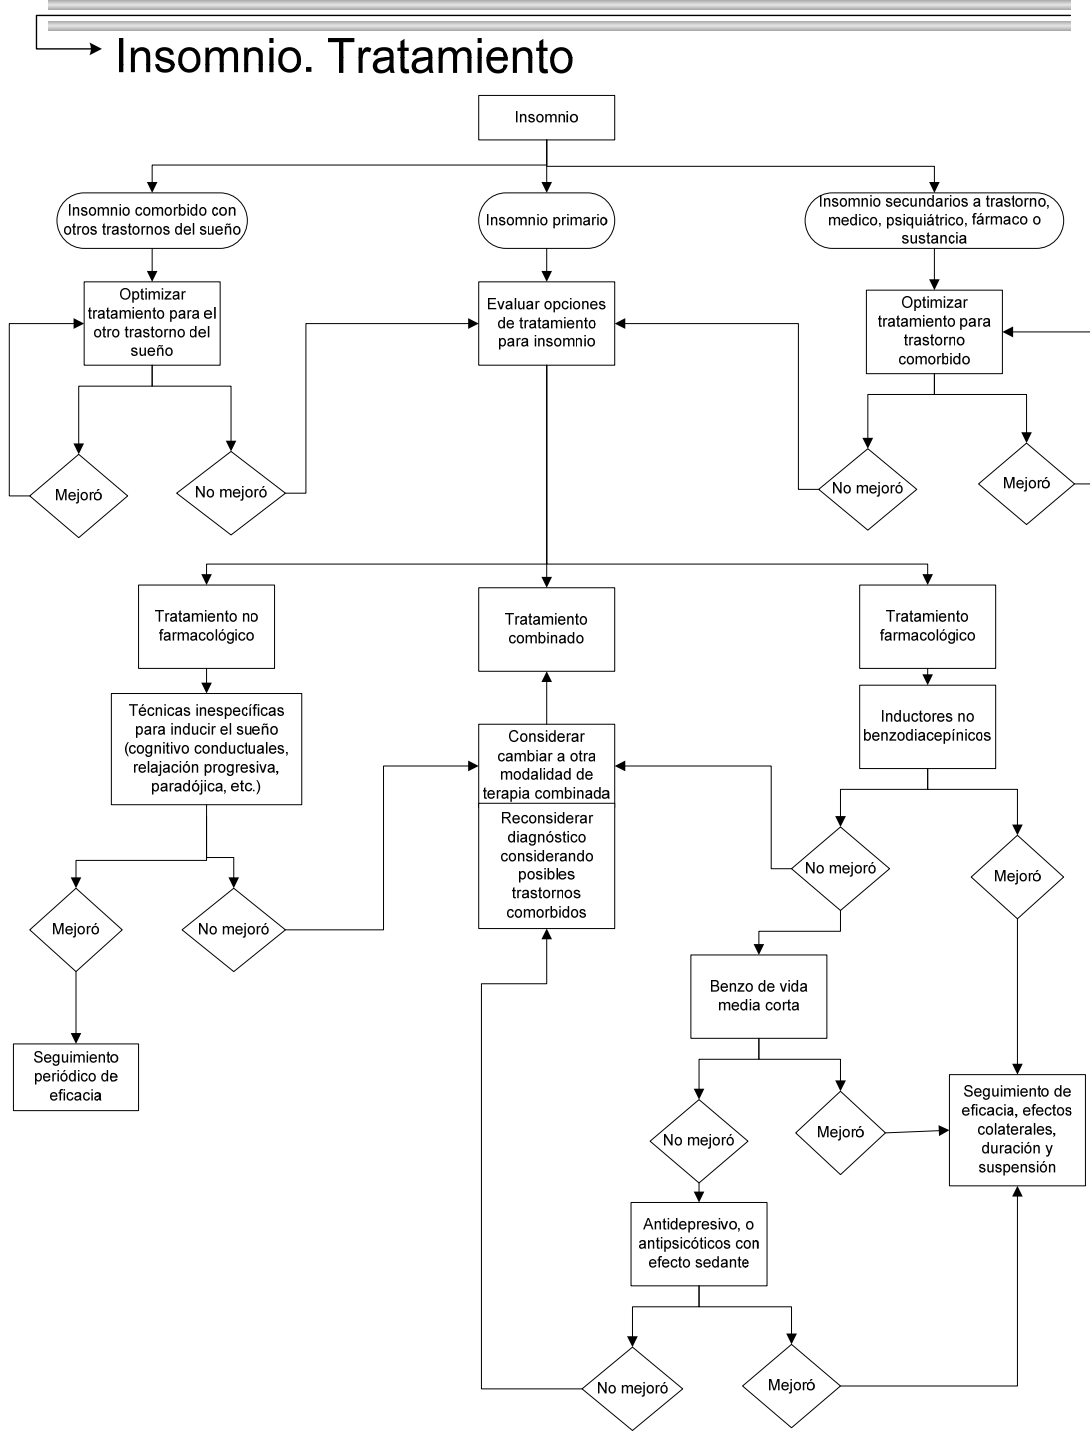 Insomnio. Tratamiento
Insomnio
Insomnio comorbido con
otros trastornos del sueño
Insomnio primario
Insomnio secundarios a trastorno,
medico, psiquiátrico, fármaco o
sustancia
Optimizar
tratamiento para el
otro trastorno del
sueño
Evaluar opciones
de tratamiento
para insomnio
Optimizar
tratamiento para
trastorno
comorbido
Mejoró
No mejoró
No mejoró
Mejoró
Tratamiento no
farmacológico
Tratamiento
combinado
Tratamiento
farmacológico
Técnicas inespecíficas
para inducir el sueño
(cognitivo conductuales,
relajación progresiva,
paradójica, etc.)
Considerar
cambiar a otra
modalidad de
terapia combinada
Reconsiderar
diagnóstico
considerando
posibles
trastornos
comorbidos
Inductores no
benzodiacepínicos
Mejoró
No mejoró
No mejoró
Mejoró
Seguimiento
periódico de
eficacia
Benzo de vida
media corta
No mejoró
Mejoró
Seguimiento de
eficacia, efectos
colaterales,
duración y
suspensión
Antidepresivo, o
antipsicóticos con
efecto sedante
No mejoró
Mejoró